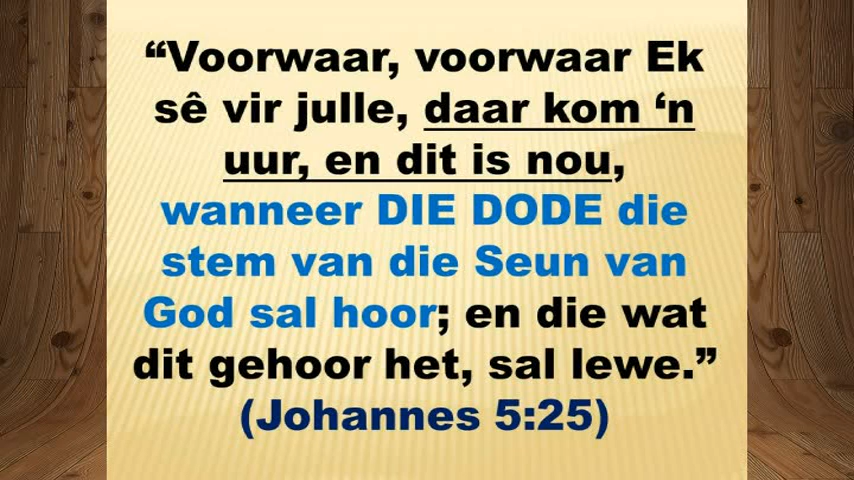 “Voorwaar, voorwaar Ek
sê vir julle, daar kom ‘n
uur, en dit is nou,
wanneer DIE DODE die
stem van die Seun van
God sal hoor; en die wat
dit gehoor het, sal lewe.”
(Johannes 5:25)